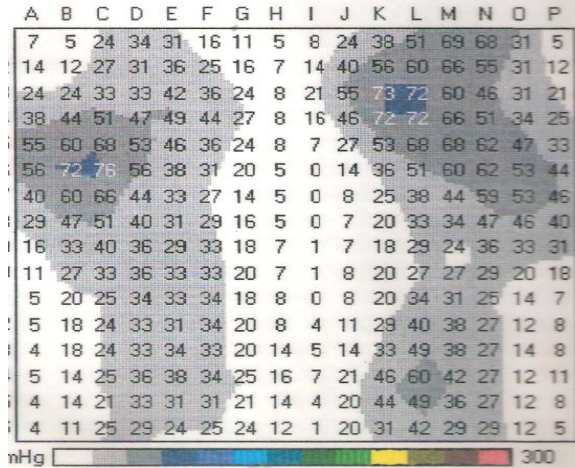 A B C D E F G H I J K L M N O P
7 5 24 34 31 16 11 5 8 24 38 51 69 68 31 5
14 12 27 31 36 25 16 7 14 40 56 60 66 55 31 12
24 24 33 33 42 36 24 8 21 55 73 72 60 46 31 21
38 44 51 47 49 44 27 8 16 46 72 72 66 51 34 25
55 60 68 53 46 36 24 8 7 27 53 68 68 62 47 33
56 72 76 56 38 31 20 5 0 14 36 51 60 62 53 44
40 60 66 44 33 27 14 5 0 8 25 38 44 59 53 46
29 47 51 40 31 29 16 5 0 7 20 33 34 47 46 40
16 33 40 36 29 33 18 7 1 7 18 29 24 36 33 31
11 27 33 36 33 33 20 7 1 8 20 27 27 29 20 18
5 20 25 34 33 34 18 8 0 8 20 34 31 25 14 7
5 18 24 33 31 34 20 8 4 11 29 40 38 27 12 8
4 18 24 33 34 33 20 14 5 14 33 49 38 27 14 8
5 14 25 36 38 34 25 16 7 21 46 60 42 27 12 11
4 14 21 33 31 31 21 14 4 20 44 49 36 27 12 8
4 11 25 29 24 25 24 12 1 20 31 42 29 29 12 5
mHg 300